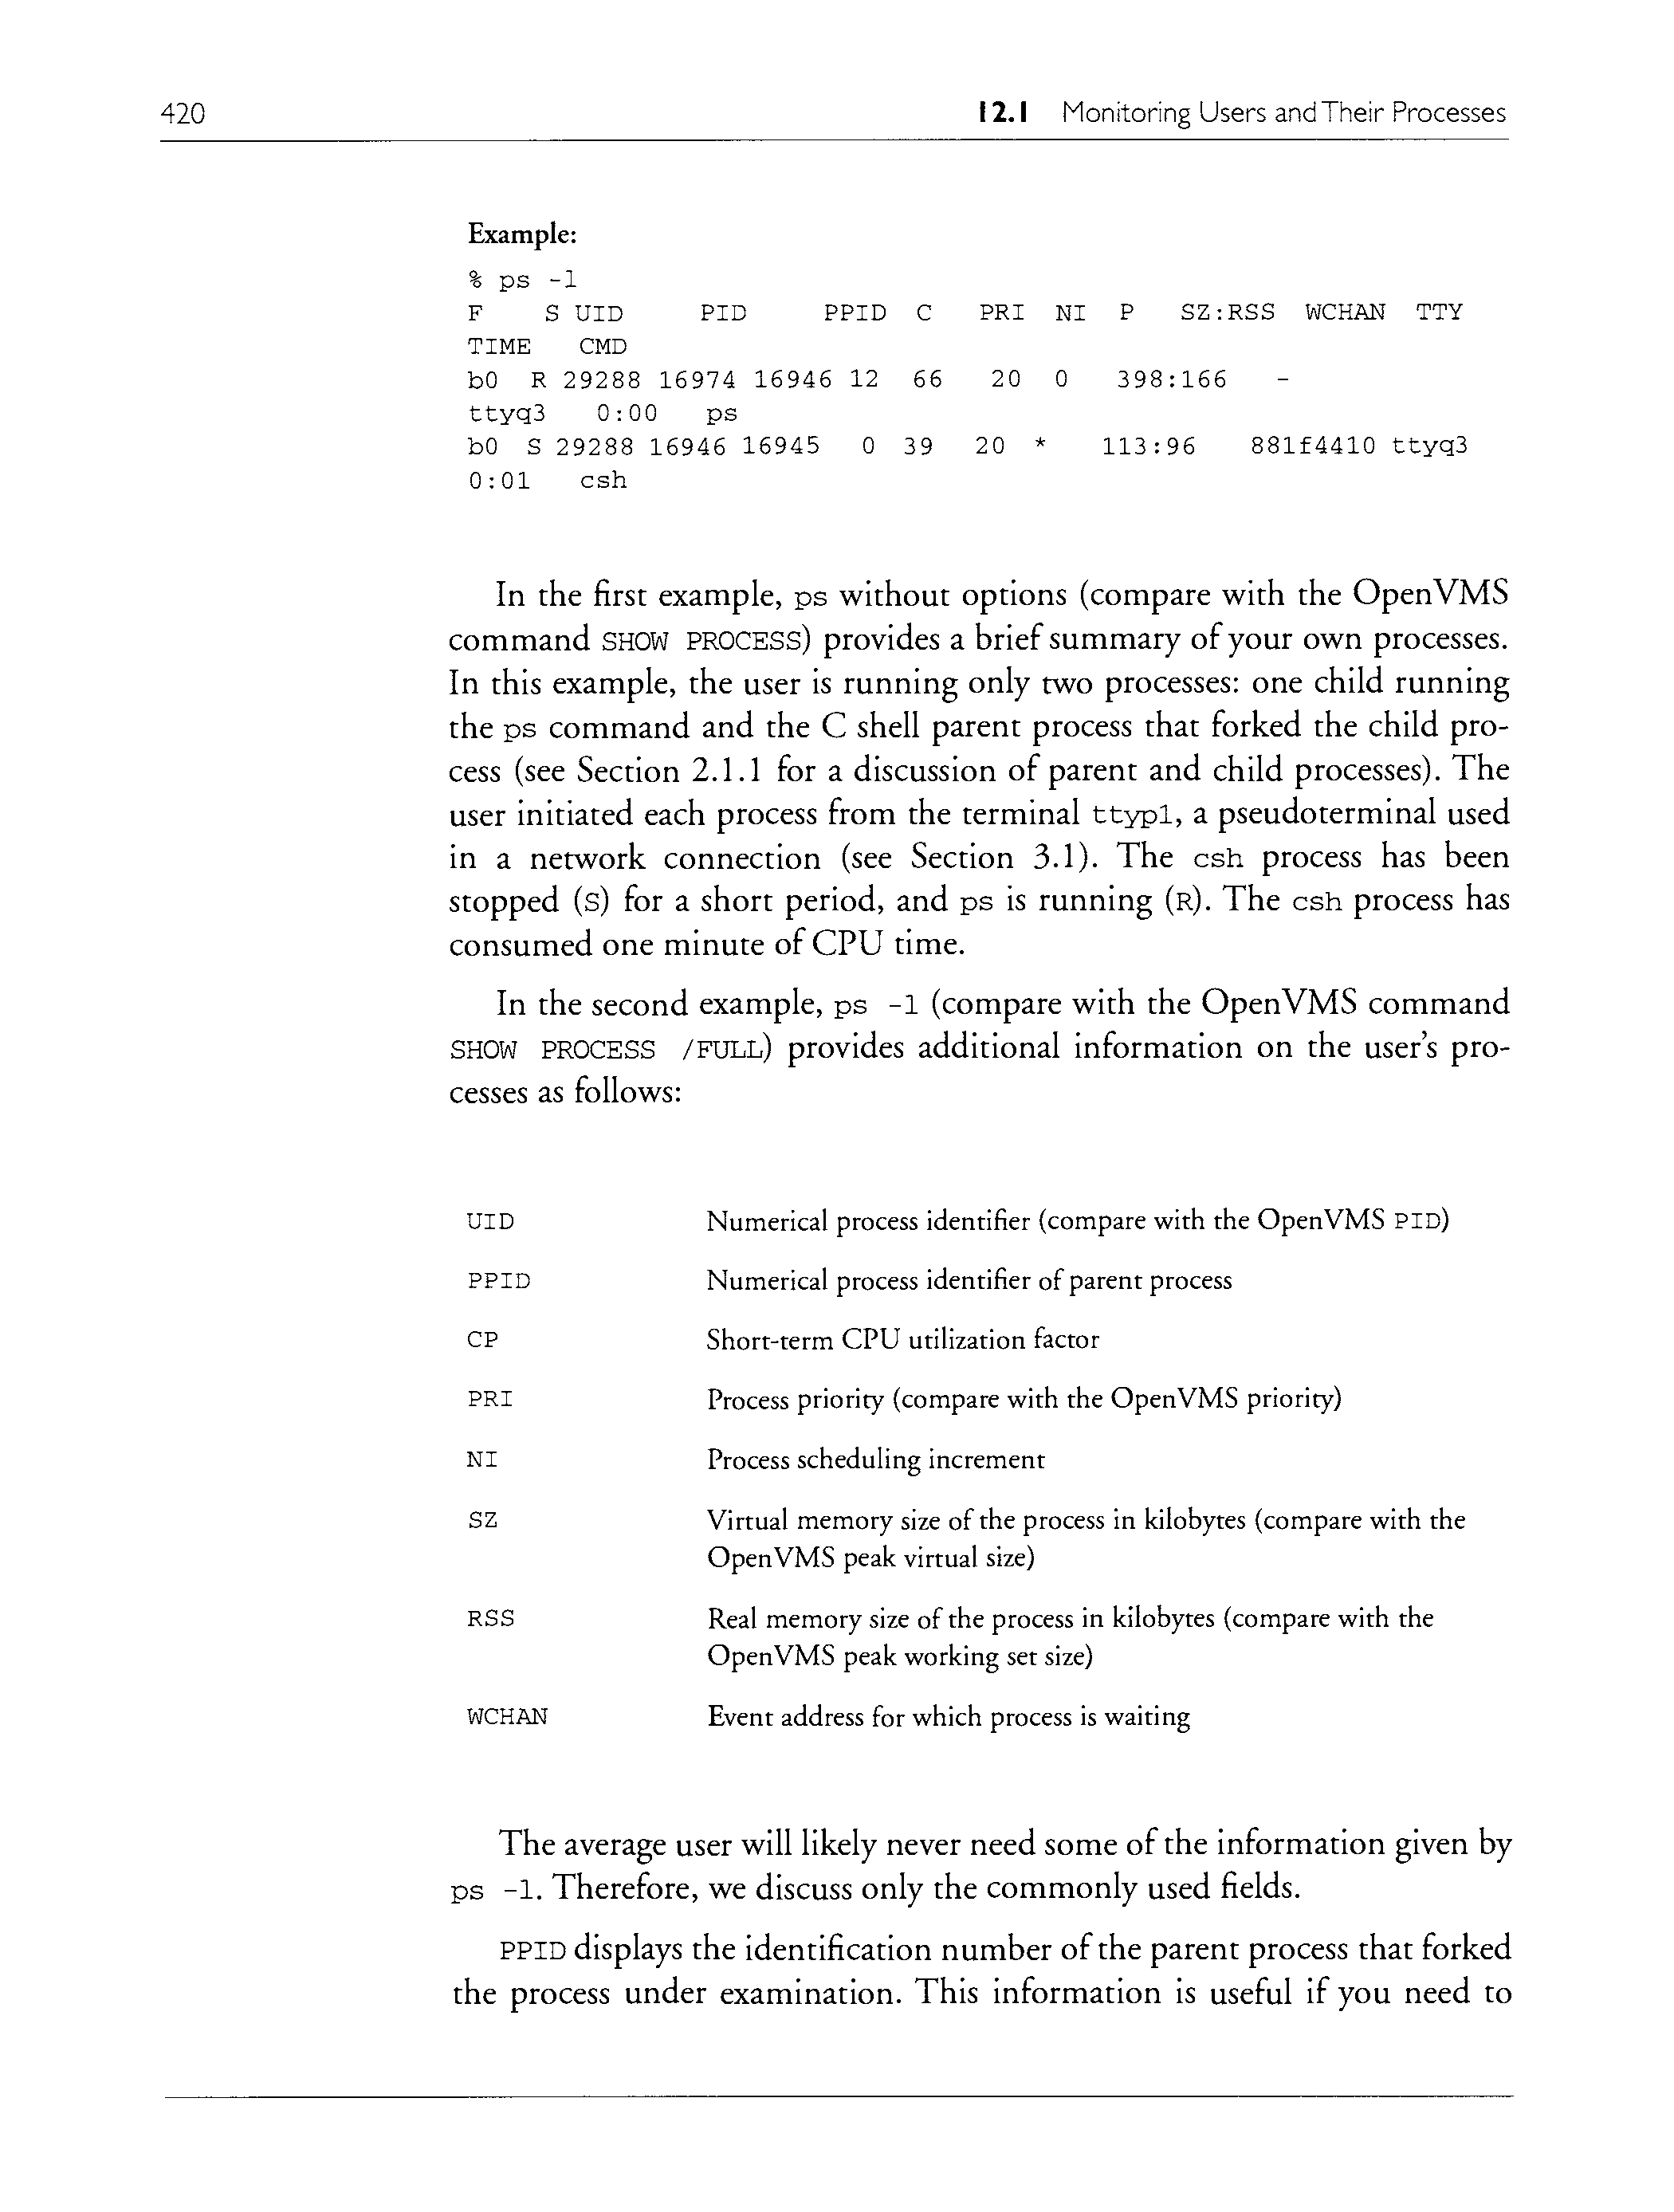 420
12.1 Monitoring Users and Their Processes
Example:
% ps -l
F S UID PID PPID C PRI NI P SZ:RSS WCHAN TTY
TIME CMD
b0 R 29288 16974 16946 12 66 20 0 398:166 -
ttyq3 0:00 ps
b0 S 29288 16946 16945 0 39 20 * 113:96 881f4410 ttyq3
0:01 csh
In the first example, ps without options (compare with the OpenVMS
command SHOW PROCESS) provides a brief summary of your own processes.
In this example, the user is running only two processes: one child running
the ps command and the C shell parent process that forked the child pro-
cess (see Section 2.1.1 for a discussion of parent and child processes). The
user initiated each process from the terminal ttyp1, a pseudoterminal used
in a network connection (see Section 3.1). The csh process has been
stopped (S) for a short period, and ps is running (R). The csh process has
consumed one minute of CPU time.
In the second example, ps -l (compare with the OpenVMS command
SHOW PROCESS /FULL) provides additional information on the user's pro-
cesses as follows:
UID Numerical process identifier (compare with the OpenVMS PID)
PPID Numerical process identifier of parent process
CP Short-term CPU utilization factor
PRI Process priority (compare with the OpenVMS priority)
NI Process scheduling increment
SZ Virtual memory size of the process in kilobytes (compare with the
OpenVMS peak virtual size)
RSS Real memory size of the process in kilobytes (compare with the
OpenVMS peak working set size)
WCHAN Event address for which process is waiting
The average user will likely never need some of the information given by
ps -l. Therefore, we discuss only the commonly used fields.
PPID displays the identification number of the parent process that forked
the process under examination. This information is useful if you need to